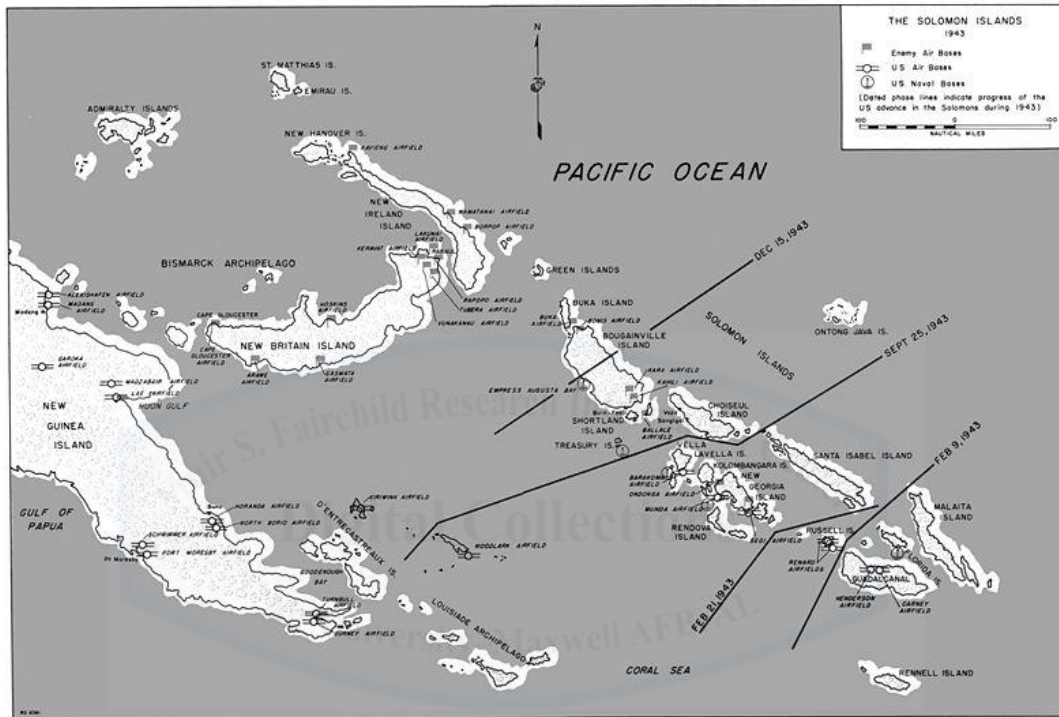 THE SOLOMON ISLANDS
1943
Enemy Air Bases
U.S. Air Bases
U.S. Naval Bases
(Dated phase lines indicate progress of the
US advance in the Solomons during 1943)
100 0 100
NAUTICAL MILES
N
ST. MATTHIAS IS.
EMIRAU IS.
ADMIRALTY ISLANDS
NEW HANOVER IS.
KAVIENG AIRFIELD
PACIFIC OCEAN
NEW
IRELAND
ISLAND
NAMATANAI AIRFIELD
BORPOP AIRFIELD
LAKUNAI
AIRFIELD
KERAVAT AIRFIELD
RABAUL
DEC 15, 1943
BISMARCK ARCHIPELAGO
GREEN ISLANDS
RAPOPO AIRFIELD
TUBERA AIRFIELD
VUNAKANAU AIRFIELD
ALEXISHAFEN AIRFIELD
MADANG
AIRFIELD
Madang
CAPE GLOUCESTER
HOSKINS
AIRFIELD
BUKA ISLAND
BUKA
AIRFIELD
BONIS AIRFIELD
BOUGAINVILLE
ISLAND
SOLOMON ISLANDS
ONTONG JAVA IS.
SEPT 25, 1943
NEW BRITAIN ISLAND
CAPE
GLOUCESTER
AIRFIELD
ARAWE
AIRFIELD
GASMATA
AIRFIELD
GAROKA
AIRFIELD
MADZABAIR AIRFIELD
LAE AIRFIELD
HUON GULF
KARA AIRFIELD
KAHILI AIRFIELD
EMPRESS AUGUSTA BAY
CHOISEUL
ISLAND
NEW
GUINEA
ISLAND
SHORTLAND
ISLAND
BALLALE
AIRFIELD
TREASURY IS.
VELLA
LAVELLA IS.
SANTA ISABEL ISLAND
FEB 9, 1943
BARAKOMA
AIRFIELD
KOLOMBANGARA IS.
ONDONGA AIRFIELD
NEW
GEORGIA
ISLAND
MUNDA AIRFIELD
MALAITA
ISLAND
GULF OF
PAPUA
Buna
HORANDA AIRFIELD
NORTH BORIO AIRFIELD
KIRIWINA AIRFIELD
D'ENTRECASTREAUX IS.
RENDOVA
ISLAND
SEGI AIRFIELD
RUSSELL IS.
SCHWIMMER AIRFIELD
PORT MORESBY AIRFIELD
Pt Moresby
WOODLARK AIRFIELD
RENARD
AIRFIELDS
FLORIDA IS.
GUADALCANAL
GOODENOUGH
BAY
HENDERSON
AIRFIELD
CARNEY
AIRFIELD
FEB 21, 1943
TURNBULL
AIRFIELD
GURNEY AIRFIELD
LOUISIADE ARCHIPELAGO
CORAL SEA
RENNELL ISLAND